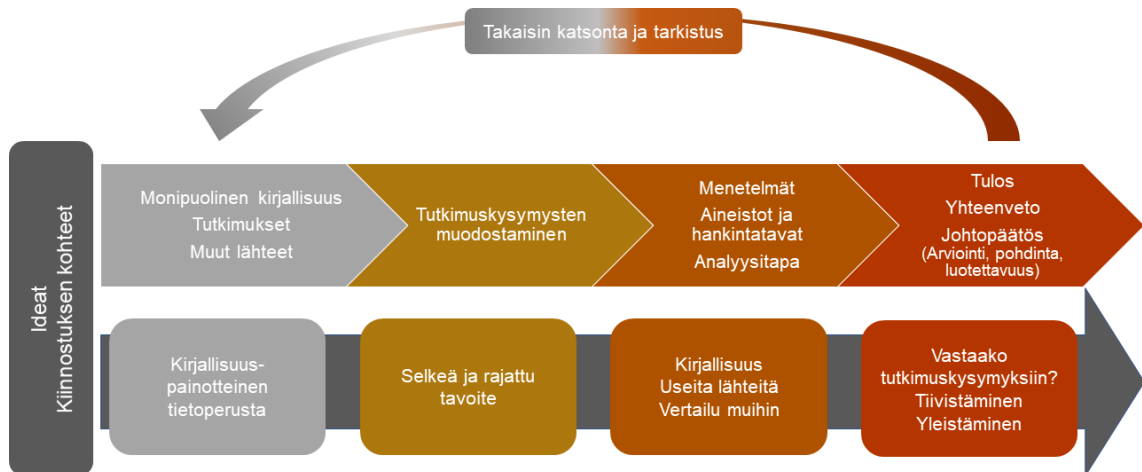 Takaisin katsonta ja tarkistus
Ideat
Kiinnostuksen kohteet
Monipuolinen kirjallisuus
Tutkimukset
Muut lähteet
Tutkimuskysymysten
muodostaminen
Menetelmät
Aineistot ja
hankintatavat
Analyysitapa
Tulos
Yhteenveto
Johtopäätös
(Arviointi, pohdinta,
luotettavuus)
Kirjallisuus-
painotteinen
tietoperusta
Selkeä ja rajattu
tavoite
Kirjallisuus
Useita lähteitä
Vertailu muihin
Vastaako
tutkimuskysymyksiin?
Tiivistäminen
Yleistäminen